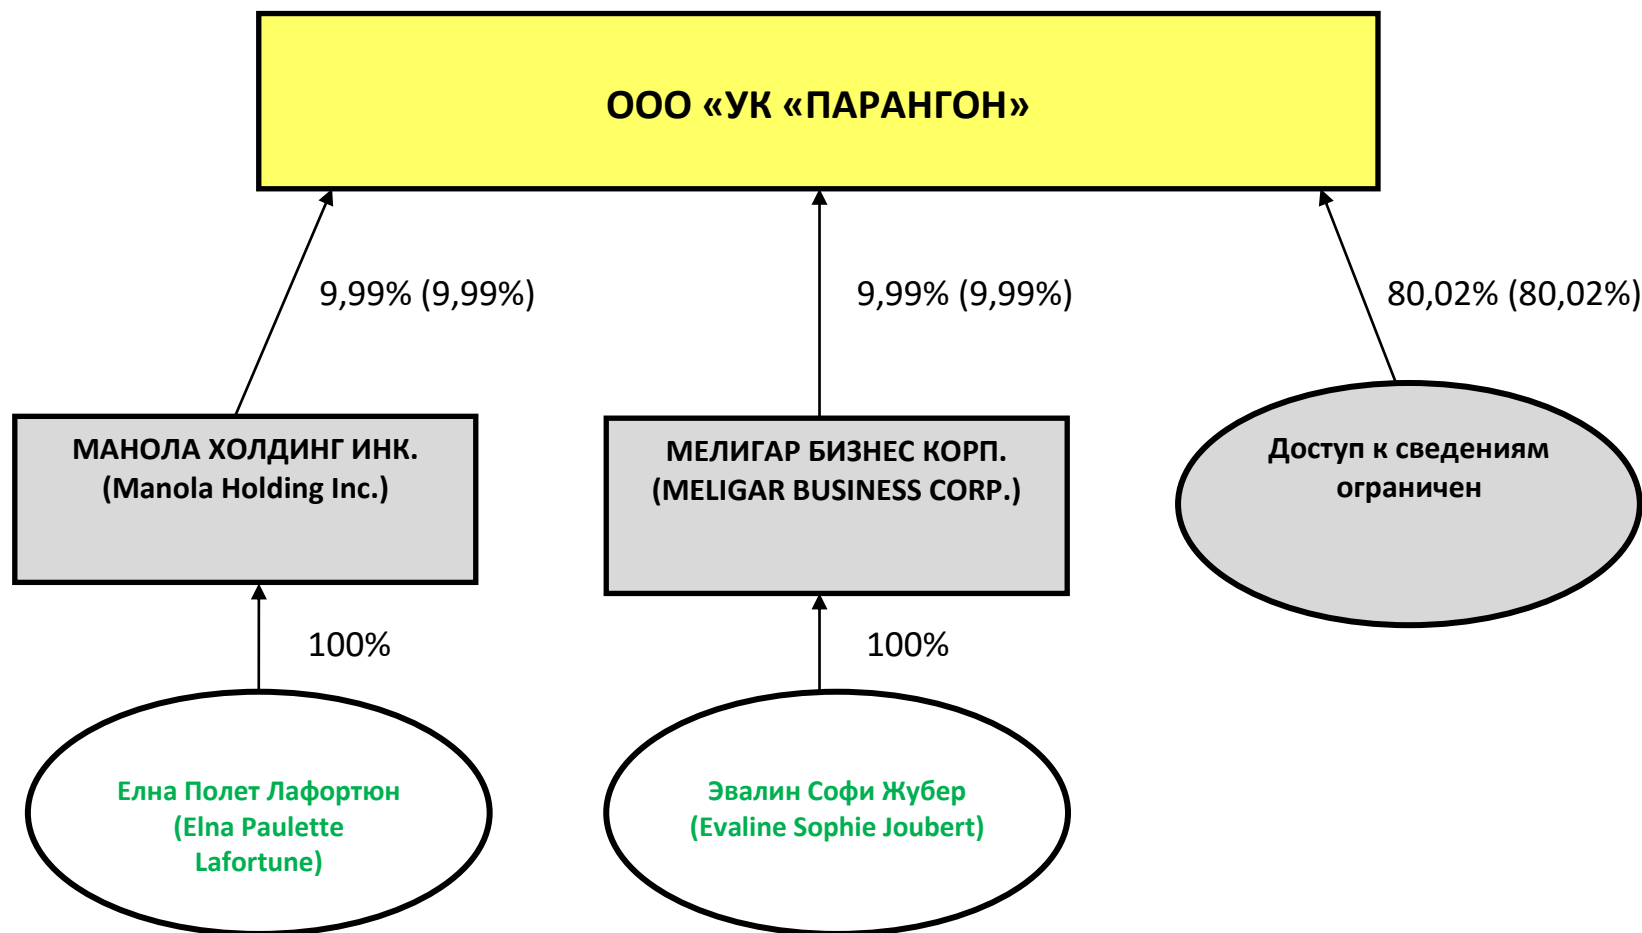 ООО «УК «ПАРАНГОН»
9,99% (9,99%)
9,99% (9,99%)
80,02% (80,02%)
МАНОЛА ХОЛДИНГ ИНК.
(Manola Holding Inc.)
МЕЛИГАР БИЗНЕС КОРП.
(MELIGAR BUSINESS CORP.)
Доступ к сведениям
ограничен
100%
100%
Елна Полет Лафортюн
(Elna Paulette
Lafortune)
Эвалин Софи Жубер
(Evaline Sophie Joubert)